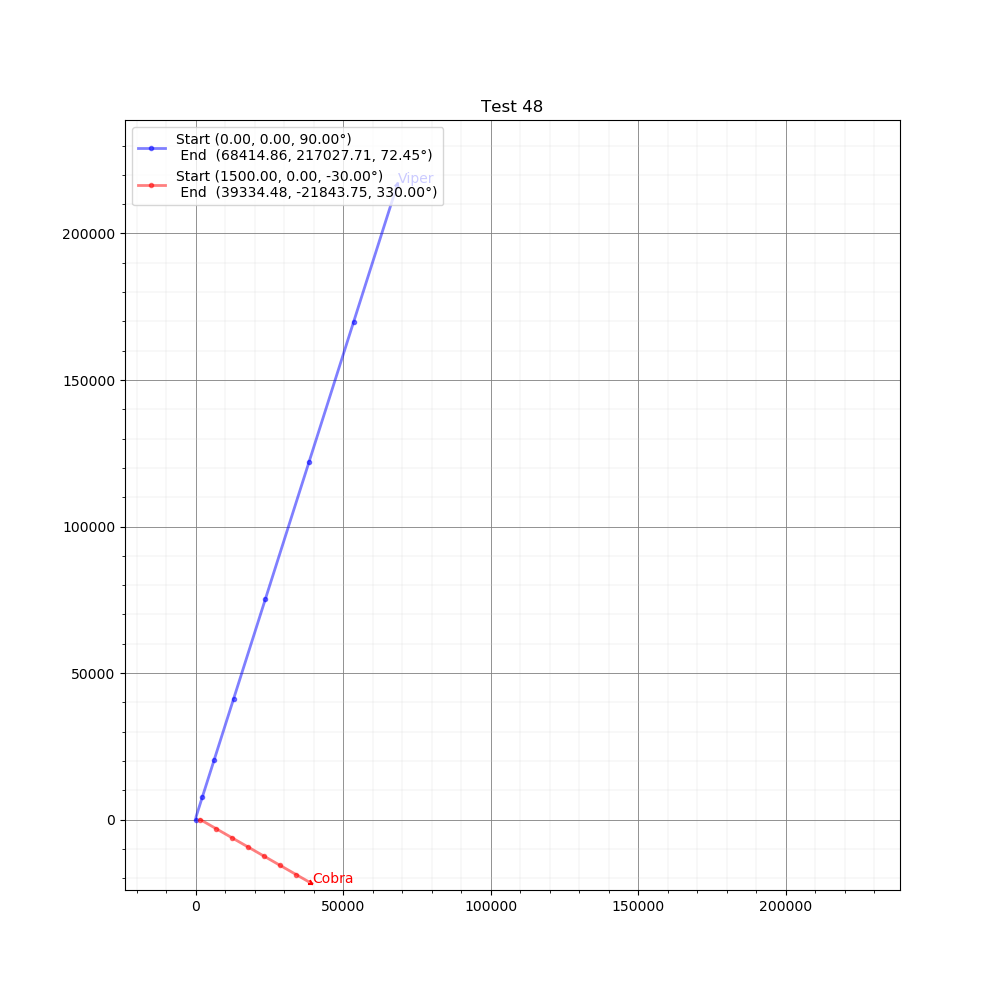 Test 48
Start (0.00, 0.00, 90.00°)
End  (68414.86, 217027.71, 72.45°)
Start (1500.00, 0.00, -30.00°)
End  (39334.48, -21843.75, 330.00°)
Viper
200000
150000
100000
50000
0
Cobra
0
50000
100000
150000
200000